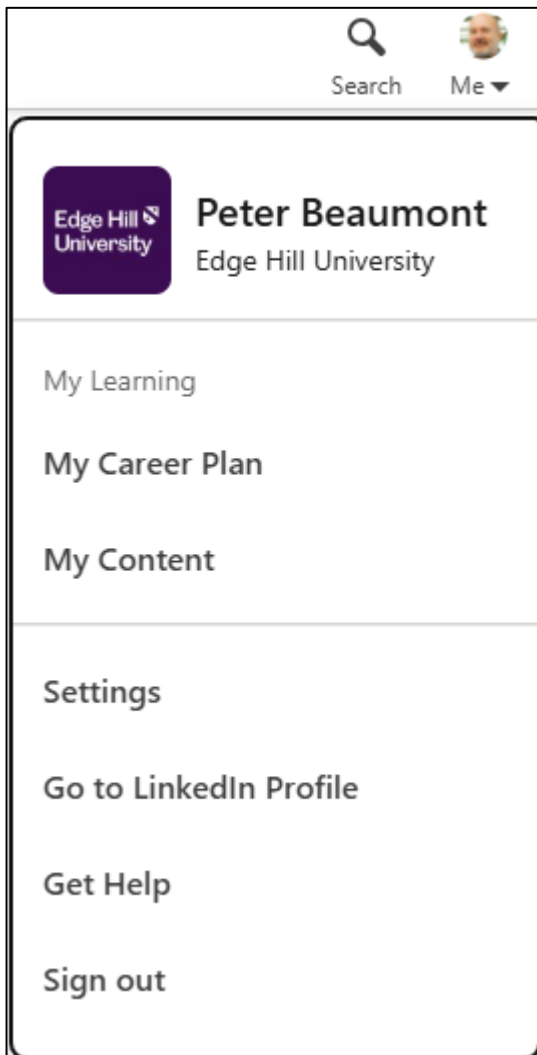 Search
Me
Edge Hill
University
Peter Beaumont
Edge Hill University
My Learning
My Career Plan
My Content
Settings
Go to LinkedIn Profile
Get Help
Sign out